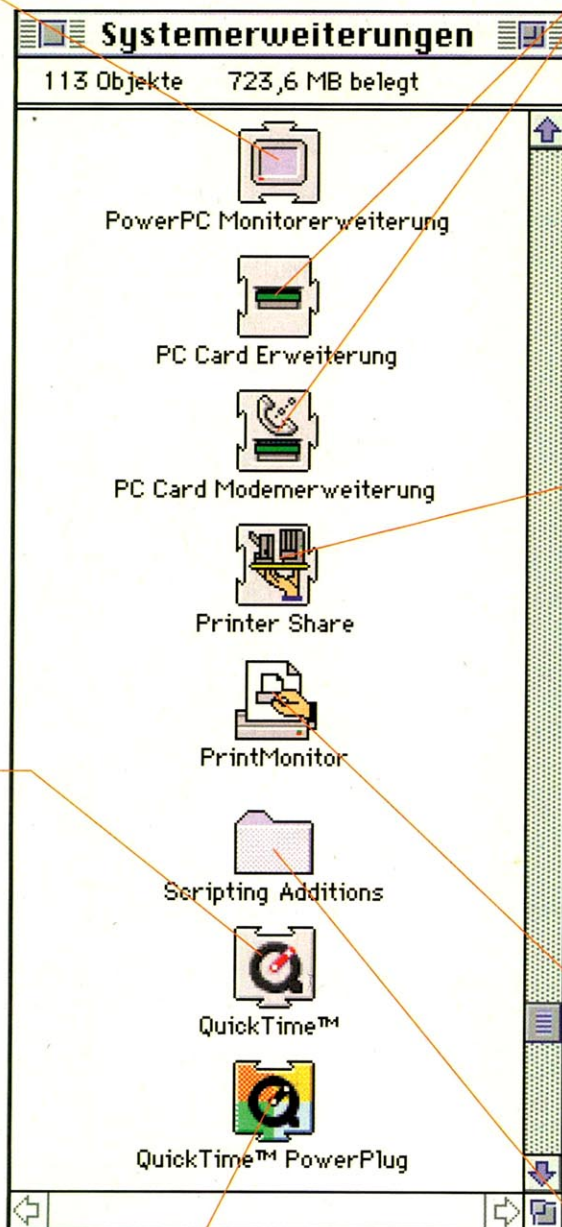 Systemerweiterungen
113 Objekte 723,6 MB belegt
PowerPC Monitorerweiterung
PC Card Erweiterung
PC Card Modemerweiterung
Printer Share
PrintMonitor
Scripting Additions
QuickTime™
QuickTime™ PowerPlug